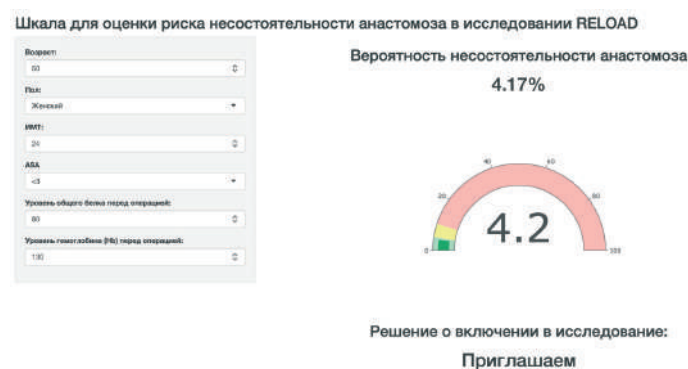 Шкала для оценки риска несостоятельности анастомоза в исследовании RELOAD
Возраст:
60
Пол:
Женский
ИМТ:
24
ASA
<3
Уровень общего белка перед операцией:
80
Уровень гемоглобина (Hb) перед операцией:
130
Вероятность несостоятельности анастомоза
4.17%
0
20
40
60
80
100
4.2
Решение о включении в исследование:
Приглашаем